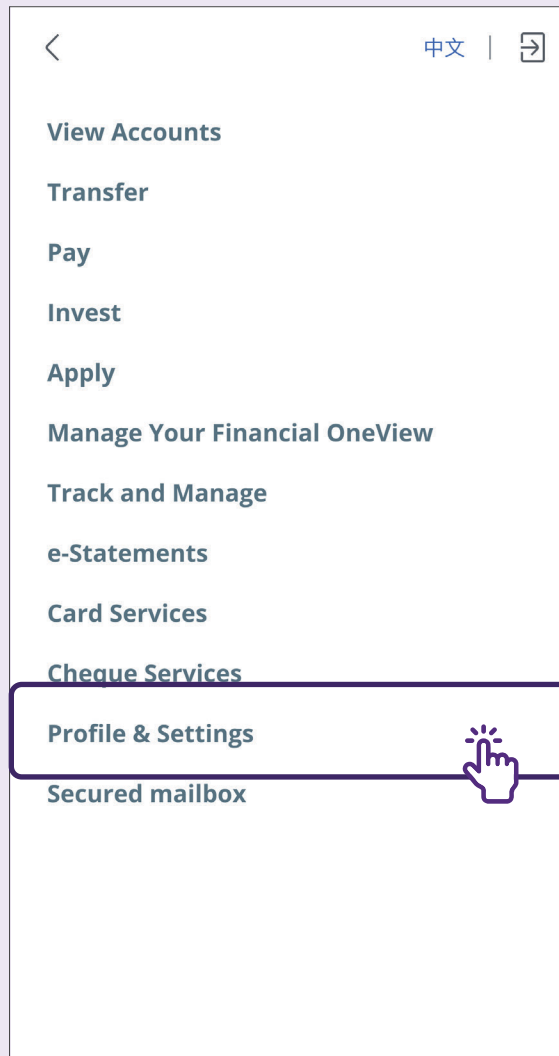 中文 |
View Accounts
Transfer
Pay
Invest
Apply
Manage Your Financial OneView
Track and Manage
e-Statements
Card Services
Cheque Services
Profile & Settings
Secured mailbox